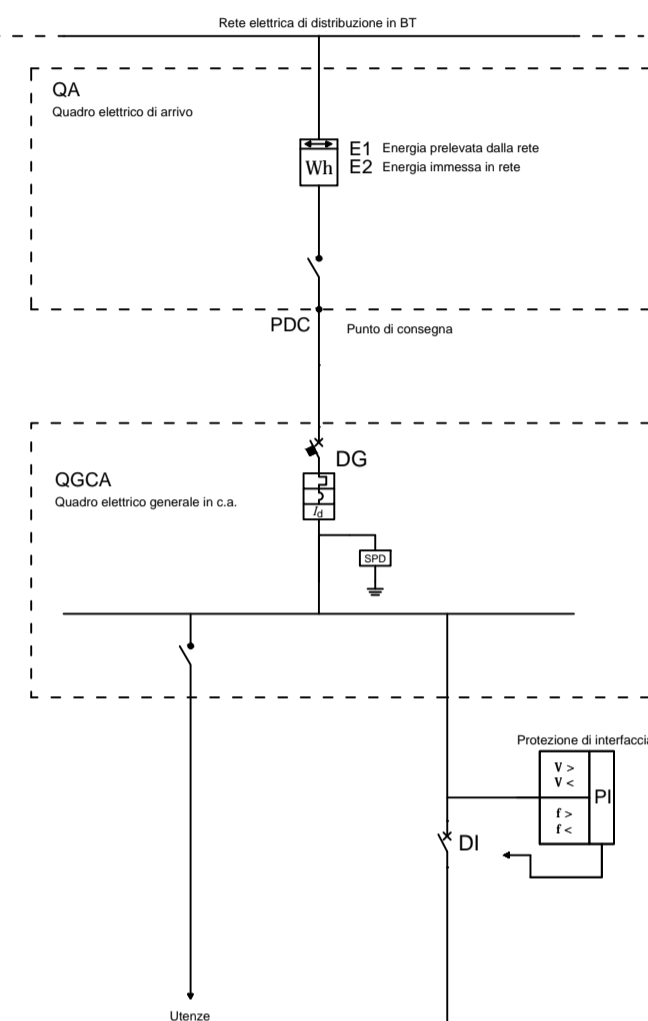 Rete elettrica di distribuzione in BT
QA
Quadro elettrico di arrivo
Wh
E1 Energia prelevata dalla rete
E2 Energia immessa in rete
PDC Punto di consegna
DG
QGCA
Quadro elettrico generale in c.a.
Id
SPD
Protezione di interfaccia
V >
V <
PI
f >
f <
DI
Utenze